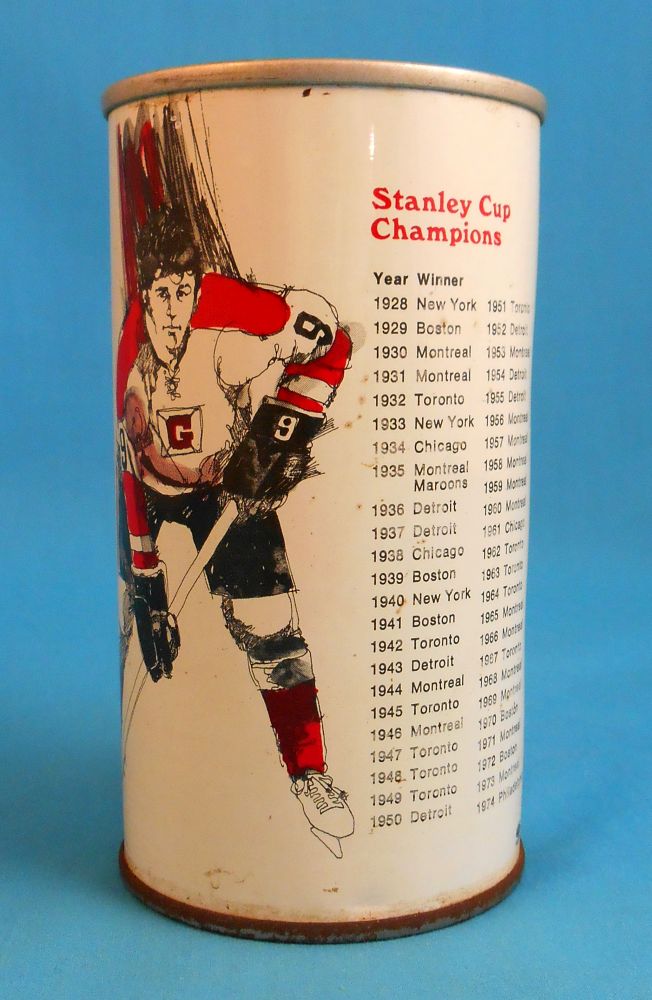 Stanley Cup
Champions
Year Winner
1928 New York
1929 Boston
1930 Montreal
1931 Montreal
1932 Toronto
1933 New York
1934 Chicago
1935 Montreal
Maroons
1936 Detroit
1937 Detroit
1938 Chicago
1939 Boston
1940 New York
1941 Boston
1942 Toronto
1943 Detroit
1944 Montreal
1945 Toronto
1946 Montreal
1947 Toronto
1948 Toronto
1949 Toronto
1950 Detroit
1951 Toronto
1952 Detroit
1953 Montreal
1954 Detroit
1955 Detroit
1956 Montreal
1957 Montreal
1958 Montreal
1959 Montreal
1960 Montreal
1961 Chicago
1962 Toronto
1963 Toronto
1964 Toronto
1965 Montreal
1966 Montreal
1967 Toronto
1968 Montreal
1969 Montreal
1970 Boston
1971 Montreal
1972 Boston
1973 Montreal
1974 Philadelphia
9
G
9
9